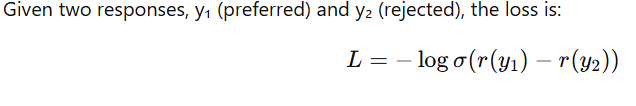 Given two responses, y₁ (preferred) and y₂ (rejected), the loss is:
L = − log σ(r(y₁) − r(y₂))